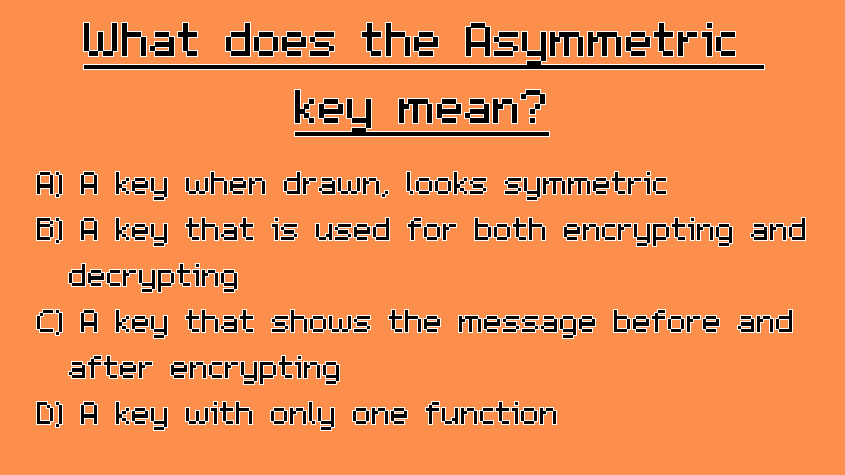 What does the Asymmetric
key mean?
A) A key when drawn, looks symmetric
B) A key that is used for both encrypting and
decrypting
C) A key that shows the message before and
after encrypting
D) A key with only one function